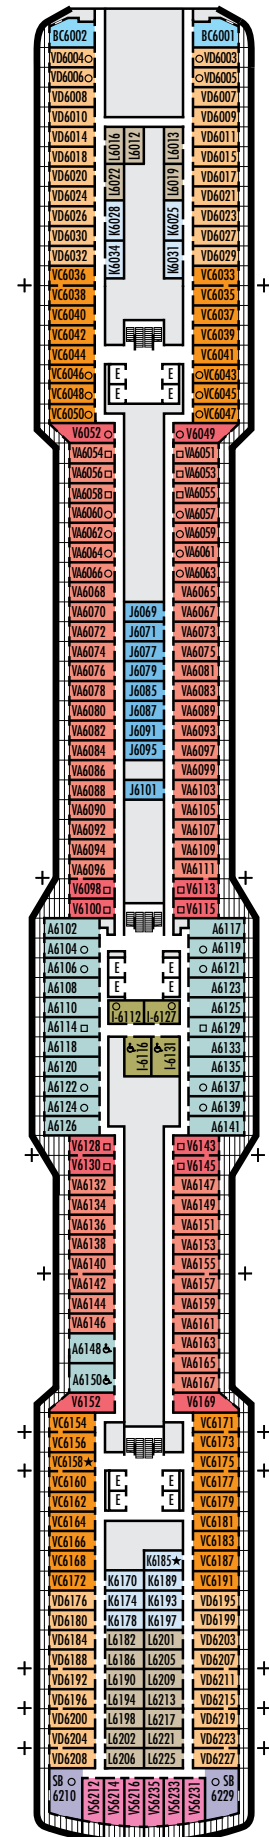 BC6002 BC6001
VD6004 VD6003
VD6006 VD6005
VD6008 VD6007
VD6010 VD6009
VD6014 L6016 L6012 L6013 VD6011
VD6018 VD6015
VD6020 L6022 L6019 VD6017
VD6024 VD6021
VD6026 K6028 K6025 VD6023
VD6030 VD6027
VD6032 K6034 K6031 VD6029
VC6036 VC6033
VC6038 VC6035
VC6040 VC6037
VC6042 VC6039
VC6044 VC6041
VC6046 E E VC6043
VC6048 E E VC6045
VC6050 VC6047
V6052 V6049
VA6054 VA6051
VA6056 VA6053
VA6058 VA6055
VA6060 VA6057
VA6062 VA6059
VA6064 VA6061
VA6066 VA6063
VA6068 VA6065
VA6070 J6069 VA6067
VA6072 J6071 VA6073
VA6074 J6077 VA6075
VA6076 J6079 VA6081
VA6078 J6085 VA6083
VA6080 J6087 VA6089
VA6082 J6091 VA6093
VA6084 J6095 VA6097
VA6086 VA6099
VA6088 J6101 VA6103
VA6090 VA6105
VA6092 VA6107
VA6094 VA6109
VA6096 VA6111
V6098 V6113
V6100 V6115
A6102 A6117
A6104 A6119
A6106 E E A6121
A6108 E E A6123
A6110 I-6112 I-6127 A6125
A6114 A6129
A6118 I-6116 I-6131 A6133
A6120 A6135
A6122 A6137
A6124 A6139
A6126 A6141
V6128 V6143
V6130 V6145
VA6132 VA6147
VA6134 VA6149
VA6136 VA6151
VA6138 VA6153
VA6140 VA6155
VA6142 VA6157
VA6144 VA6159
VA6146 VA6161
A6148 VA6163
VA6165
A6150 VA6167
V6152 V6169
VC6154 VC6171
VC6156 VC6173
VC6158★ VC6175
VC6160 E E VC6177
VC6162 E E VC6179
VC6164 VC6181
VC6166 VC6183
VC6168 K6185★ VC6187
VC6172 K6170 K6189 VC6191
VD6176 K6174 K6193 VD6195
VD6180 K6178 K6197 VD6199
VD6184 L6182 L6201 VD6203
VD6188 L6186 L6205 VD6207
VD6192 L6190 L6209 VD6211
VD6196 L6194 L6213 VD6215
VD6200 L6198 L6217 VD6219
VD6204 L6202 L6221 VD6223
VD6208 L6206 L6225 VD6227
SB 6210 VS6212 VS6214 VS6216 VS6235 VS6233 VS6231 SB 6229